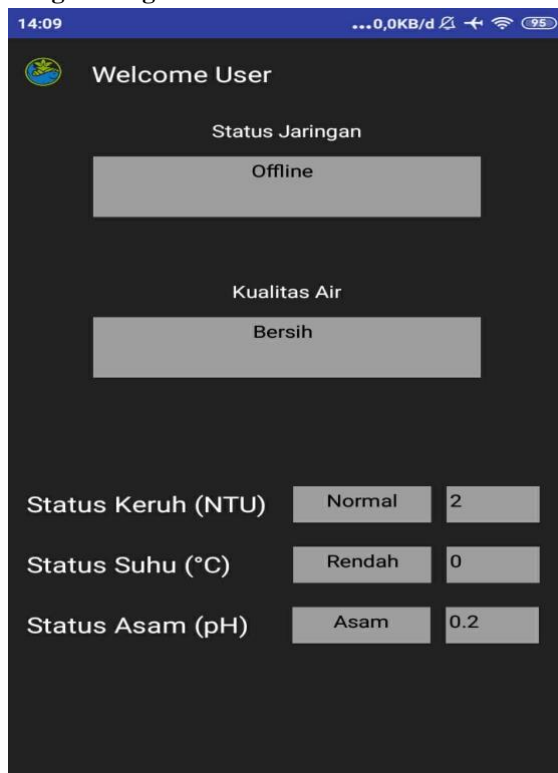 14:09 ...0,0KB/d 95
Welcome User
Status Jaringan
Offline
Kualitas Air
Bersih
Status Keruh (NTU) Normal 2
Status Suhu (°C) Rendah 0
Status Asam (pH) Asam 0.2